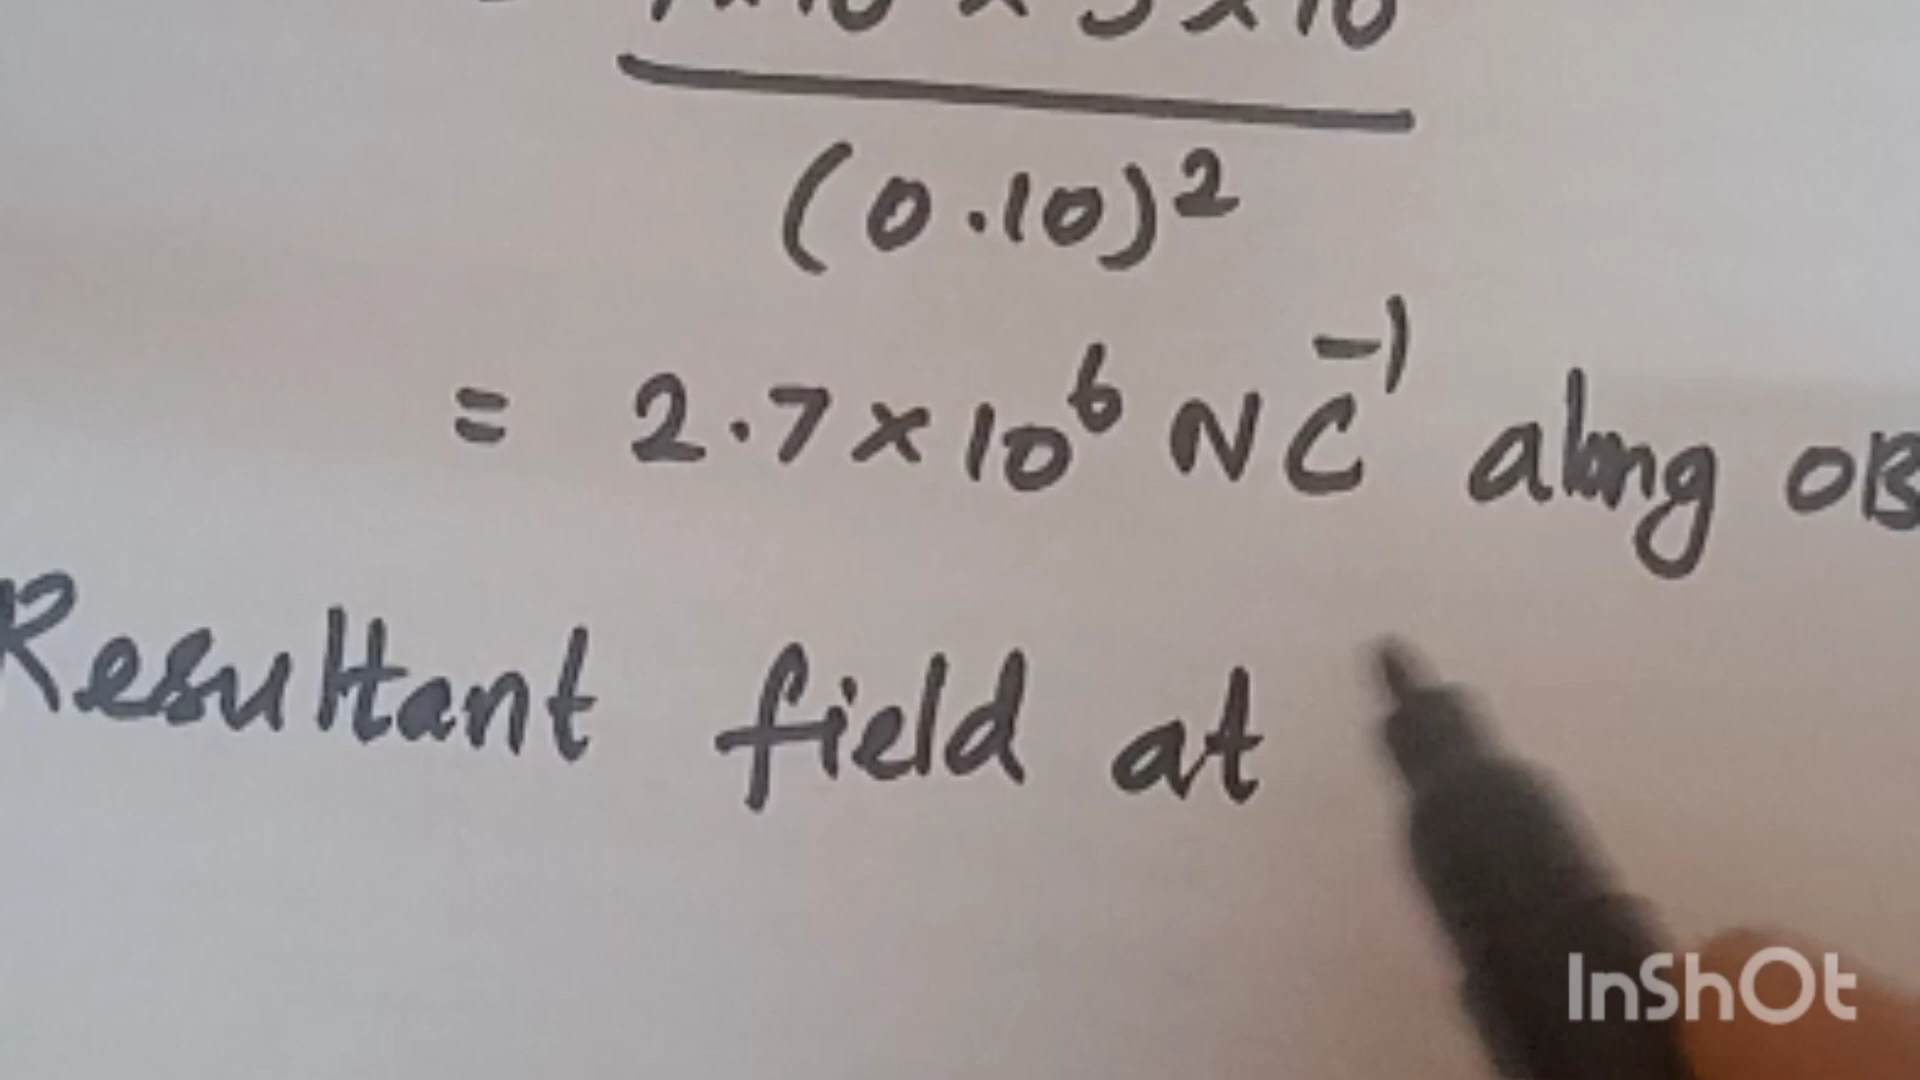 (0.10)²
= 2.7 × 10⁶ NC⁻¹ along OB
Resultant field at
InShOt